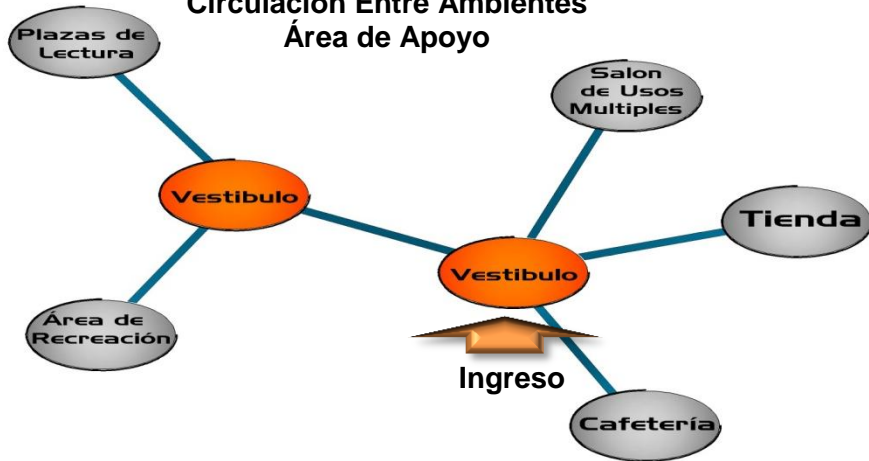 Circulación Entre Ambientes
Área de Apoyo
Plazas de
Lectura
Salon
de Usos
Multiples
Vestibulo
Tienda
Vestibulo
Área de
Recreación
Ingreso
Cafetería